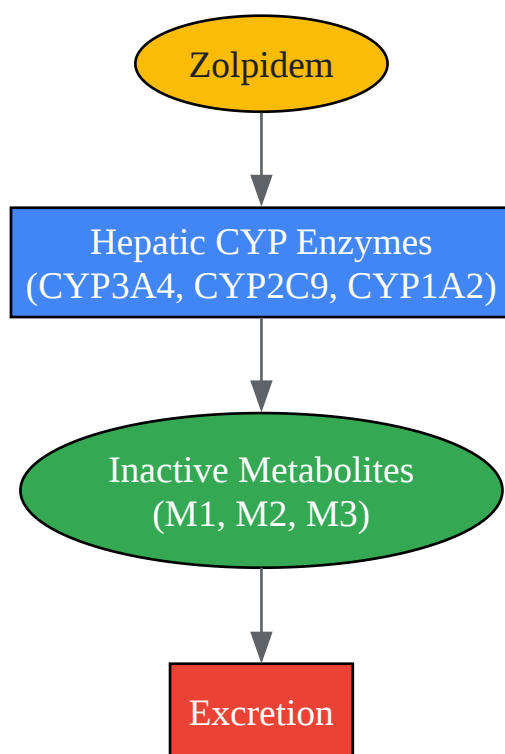 Zolpidem
Hepatic CYP Enzymes
(CYP3A4, CYP2C9, CYP1A2)
Inactive Metabolites
(M1, M2, M3)
Excretion